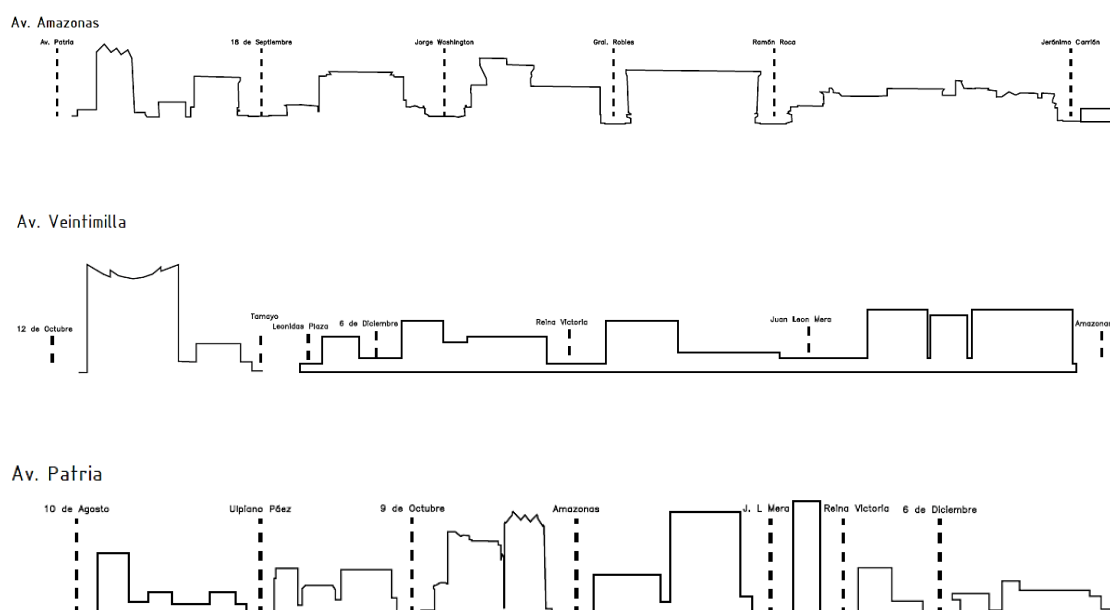 Av. Amazonas
Av. Patria
18 de Septiembre
Jorge Washington
Gral. Robles
Ramón Roca
Jerónimo Carrión
Av. Veintimilla
12 de Octubre
Tamayo
Leonidas Plaza
6 de Diciembre
Reina Victoria
Juan Leon Mera
Amazonas
Av. Patria
10 de Agosto
Ulpiano Páez
9 de Octubre
Amazonas
J. L Mera
Reina Victoria
6 de Diciembre